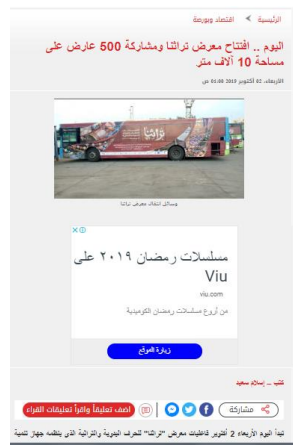 الرئيسية > اقتصاد وبورصة
اليوم .. افتتاح معرض تراثنا ومشاركة 500 عارض على
مساحة 10 آلاف متر
الأربعاء، 02 أكتوبر 2019 01:00 ص
تراثنا
وسائل انتقال معرض تراثنا
مسلسلات رمضان ٢٠١٩ على
Viu
viu.com
من أروع مسلسلات رمضان الكوميدية
زيارة الموقع
كتب .. إسلام سعيد
مشاركة
اضف تعليقاً واقرأ تعليقات القراء
تبدأ اليوم الأربعاء 2 أكتوبر فاعليات معرض "تراثنا" للحرف اليدوية والتراثية الذى ينظمه جهاز تنمية